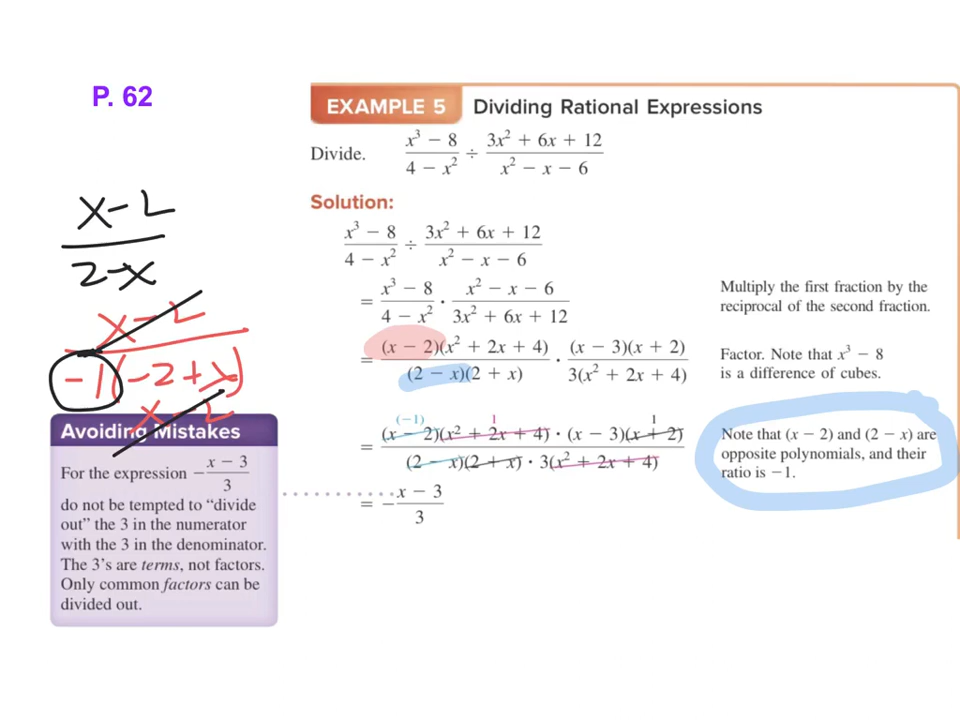 P. 62
EXAMPLE 5 Dividing Rational Expressions
Divide. x³ − 8 / 4 − x² ÷ 3x² + 6x + 12 / x² − x − 6
Solution:
x³ − 8 / 4 − x² ÷ 3x² + 6x + 12 / x² − x − 6
= x³ − 8 / 4 − x² · x² − x − 6 / 3x² + 6x + 12
Multiply the first fraction by the
reciprocal of the second fraction.
= (x − 2)(x² + 2x + 4) / (2 − x)(2 + x) · (x − 3)(x + 2) / 3(x² + 2x + 4)
Factor. Note that x³ − 8
is a difference of cubes.
(−1) 1 1
= (x − 2)(x² + 2x + 4) · (x − 3)(x + 2) / (2 − x)(2 + x) · 3(x² + 2x + 4)
Note that (x − 2) and (2 − x) are
opposite polynomials, and their
ratio is −1.
= − x − 3 / 3
x-2
2-x
x-2
-1(-2+x)
x-2
Avoiding Mistakes
For the expression − x − 3 / 3
do not be tempted to “divide
out” the 3 in the numerator
with the 3 in the denominator.
The 3’s are terms, not factors.
Only common factors can be
divided out.